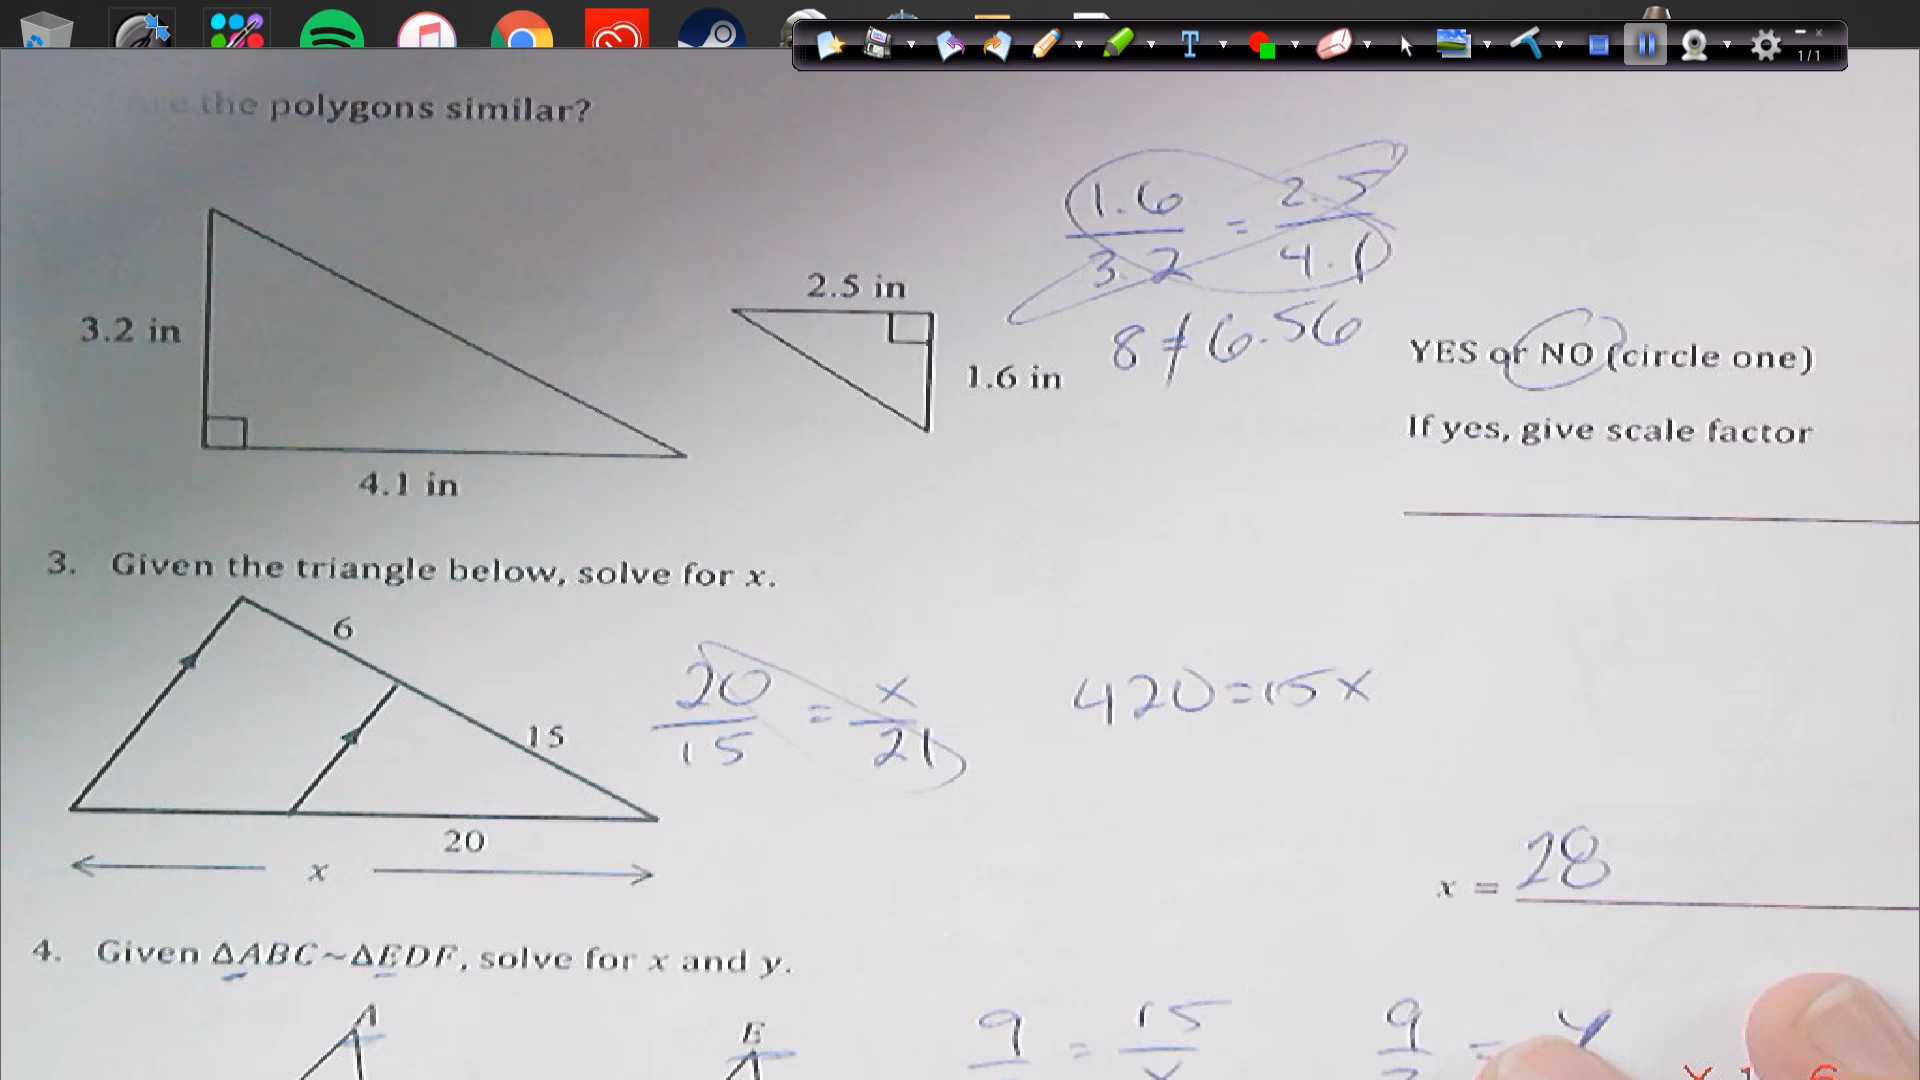 1/1
the polygons similar?
1.6/3.2 = 2.5/4.1
2.5 in
3.2 in
8 ≠ 6.56
YES or NO (circle one)
1.6 in
If yes, give scale factor
4.1 in
3. Given the triangle below, solve for x.
6
15
20/15 = x/21
420=15x
20
x
x = 28
4. Given ΔABC~ΔEDF, solve for x and y.
A
E
9 = 15
9 = y